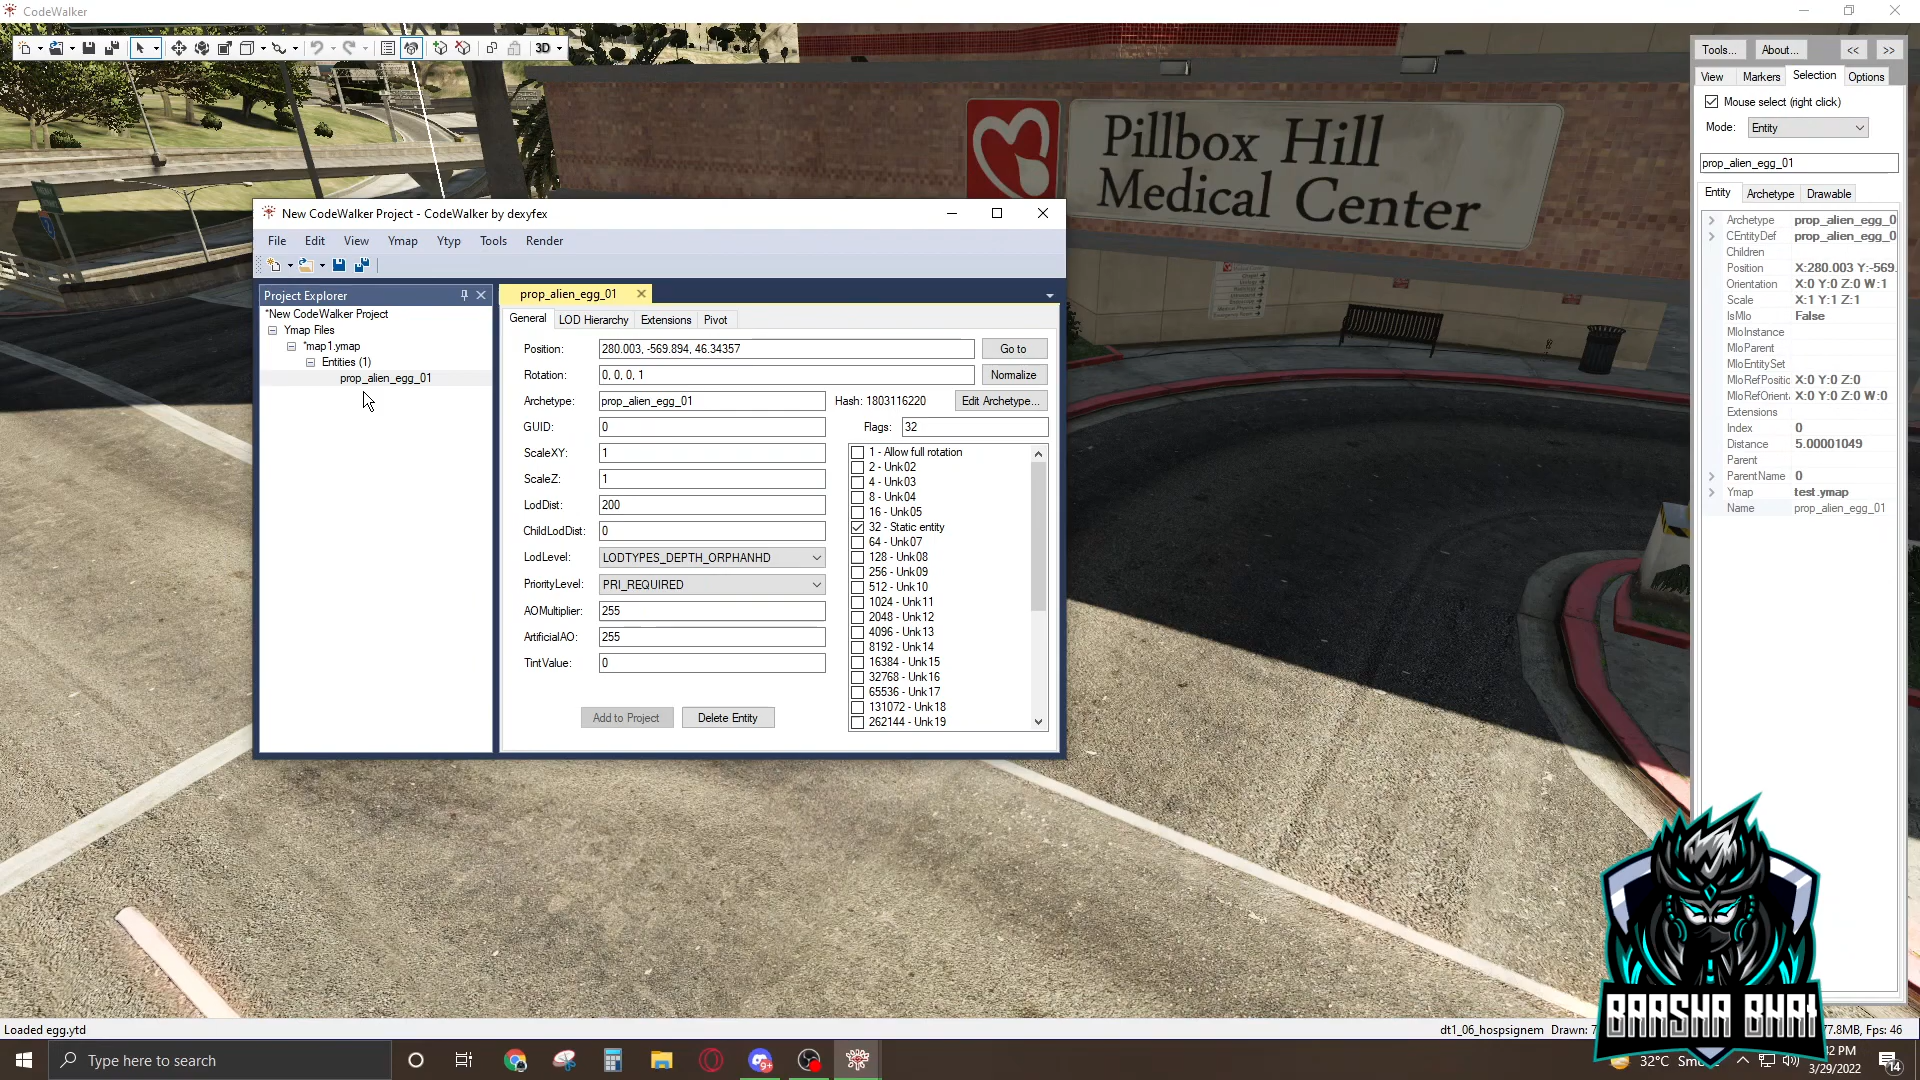 CodeWalker
3D
Pillbox Hill
Medical Center
Tools...
About...
<<
>>
View
Markers
Selection
Options
Mouse select (right click)
Mode:
Entity
prop_alien_egg_01
Entity
Archetype
Drawable
Archetype prop_alien_egg_0
CEntityDef prop_alien_egg_0
Children
Position X:280.003 Y:-569.
Orientation X:0 Y:0 Z:0 W:1
Scale X:1 Y:1 Z:1
IsMlo False
MloInstance
MloParent
MloEntitySet
MloRefPositic X:0 Y:0 Z:0
MloRefOrient X:0 Y:0 Z:0 W:0
Extensions
Index 0
Distance 5.00001049
Parent
ParentName 0
Ymap test.ymap
Name prop_alien_egg_01
New CodeWalker Project - CodeWalker by dexyfex
File Edit View Ymap Ytyp Tools Render
Project Explorer
*New CodeWalker Project
Ymap Files
*map1.ymap
Entities (1)
prop_alien_egg_01
prop_alien_egg_01
General LOD Hierarchy Extensions Pivot
Position: 280.003, -569.894, 46.34357 Go to
Rotation: 0, 0, 0, 1 Normalize
Archetype: prop_alien_egg_01 Hash: 1803116220 Edit Archetype...
GUID: 0 Flags: 32
ScaleXY: 1
ScaleZ: 1
LodDist: 200
ChildLodDist: 0
LodLevel: LODTYPES_DEPTH_ORPHANHD
PriorityLevel: PRI_REQUIRED
AOMultiplier: 255
ArtificialAO: 255
TintValue: 0
Add to Project Delete Entity
1 - Allow full rotation
2 - Unk02
4 - Unk03
8 - Unk04
16 - Unk05
32 - Static entity
64 - Unk07
128 - Unk08
256 - Unk09
512 - Unk10
1024 - Unk11
2048 - Unk12
4096 - Unk13
8192 - Unk14
16384 - Unk15
32768 - Unk16
65536 - Unk17
131072 - Unk18
262144 - Unk19
BAASHA BHAI
Loaded egg.ytd
dt1_06_hospsignem Drawn: 7
77.8MB, Fps: 46
Type here to search
9+
32°C Smo
42 PM
3/29/2022
14